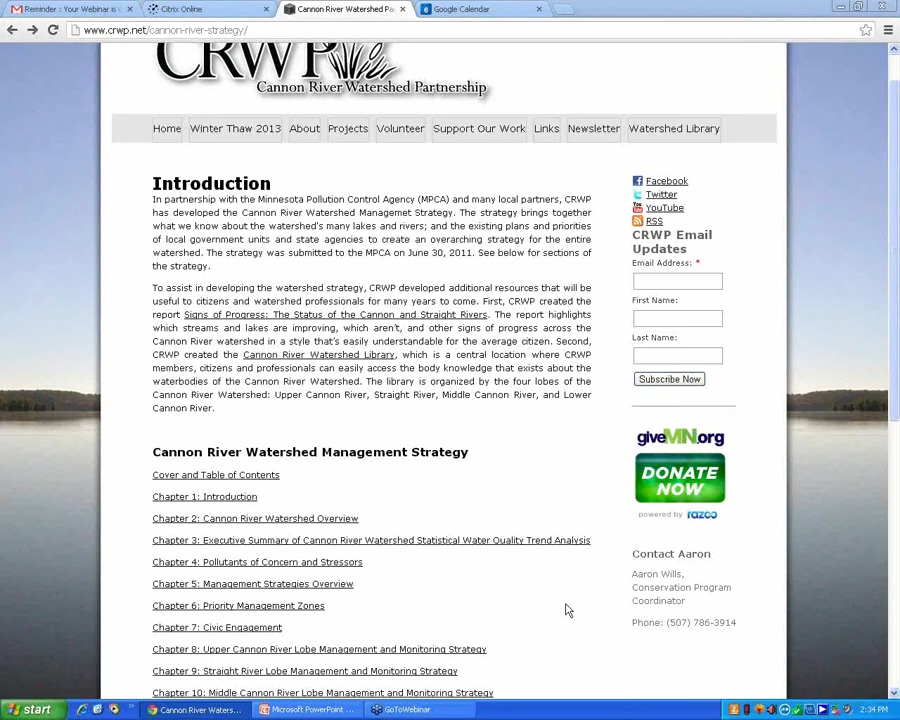 Reminder : Your Webinar is
Citrix Online
Cannon River Watershed Pa
Google Calendar
www.crwp.net/cannon-river-strategy/
CRWP
Cannon River Watershed Partnership
Home Winter Thaw 2013 About Projects Volunteer Support Our Work Links Newsletter Watershed Library
Introduction
In partnership with the Minnesota Pollution Control Agency (MPCA) and many local partners, CRWP
has developed the Cannon River Watershed Managemet Strategy. The strategy brings together
what we know about the watershed's many lakes and rivers; and the existing plans and priorities
of local government units and state agencies to create an overarching strategy for the entire
watershed. The strategy was submitted to the MPCA on June 30, 2011. See below for sections of
the strategy.
To assist in developing the watershed strategy, CRWP developed additional resources that will be
useful to citizens and watershed professionals for many years to come. First, CRWP created the
report Signs of Progress: The Status of the Cannon and Straight Rivers. The report highlights
which streams and lakes are improving, which aren't, and other signs of progress across the
Cannon River watershed in a style that's easily understandable for the average citizen. Second,
CRWP created the Cannon River Watershed Library, which is a central location where CRWP
members, citizens and professionals can easily access the body knowledge that exists about the
waterbodies of the Cannon River Watershed. The library is organized by the four lobes of the
Cannon River Watershed: Upper Cannon River, Straight River, Middle Cannon River, and Lower
Cannon River.
Cannon River Watershed Management Strategy
Cover and Table of Contents
Chapter 1: Introduction
Chapter 2: Cannon River Watershed Overview
Chapter 3: Executive Summary of Cannon River Watershed Statistical Water Quality Trend Analysis
Chapter 4: Pollutants of Concern and Stressors
Chapter 5: Management Strategies Overview
Chapter 6: Priority Management Zones
Chapter 7: Civic Engagement
Chapter 8: Upper Cannon River Lobe Management and Monitoring Strategy
Chapter 9: Straight River Lobe Management and Monitoring Strategy
Chapter 10: Middle Cannon River Lobe Management and Monitoring Strategy
Facebook
Twitter
YouTube
RSS
CRWP Email
Updates
Email Address: *
First Name:
Last Name:
Subscribe Now
giveMN.org
DONATE
NOW
powered by razoo
Contact Aaron
Aaron Wills,
Conservation Program
Coordinator
Phone: (507) 786-3914
start
Cannon River Waters...
Microsoft PowerPoint ...
GoToWebinar
2:34 PM